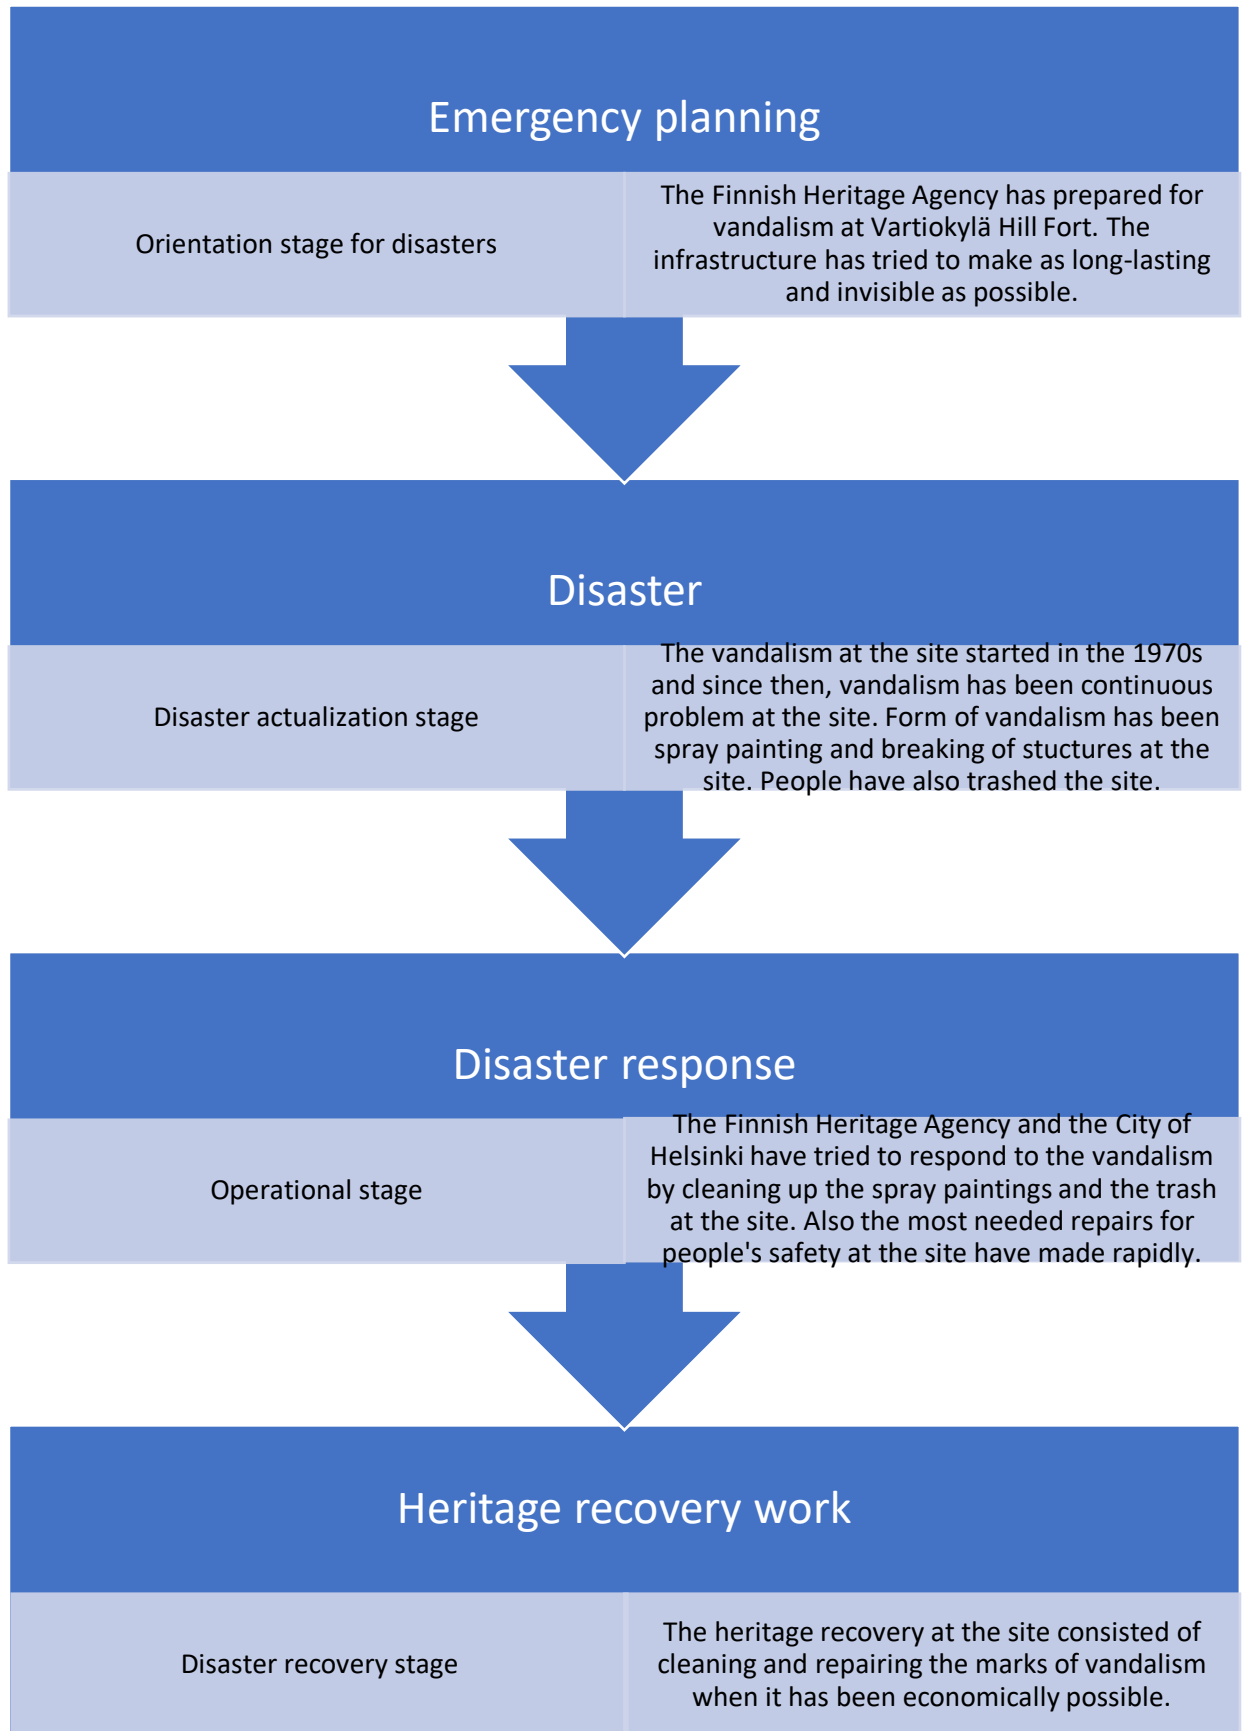 Emergency planning
Orientation stage for disasters
The Finnish Heritage Agency has prepared for
vandalism at Vartiokylä Hill Fort. The
infrastructure has tried to make as long-lasting
and invisible as possible.
Disaster
Disaster actualization stage
The vandalism at the site started in the 1970s
and since then, vandalism has been continuous
problem at the site. Form of vandalism has been
spray painting and breaking of stuctures at the
site. People have also trashed the site.
Disaster response
Operational stage
The Finnish Heritage Agency and the City of
Helsinki have tried to respond to the vandalism
by cleaning up the spray paintings and the trash
at the site. Also the most needed repairs for
people's safety at the site have made rapidly.
Heritage recovery work
Disaster recovery stage
The heritage recovery at the site consisted of
cleaning and repairing the marks of vandalism
when it has been economically possible.